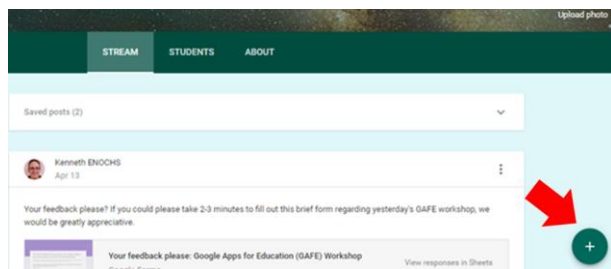 Upload photo
STREAM STUDENTS ABOUT
Saved posts (2)
Kenneth ENOCHS
Apr 13
Your feedback please? If you could please take 2-3 minutes to fill out this brief form regarding yesterday's GAFE workshop, we
would be greatly appreciative.
Your feedback please: Google Apps for Education (GAFE) Workshop
View responses in Sheets
Google Forms